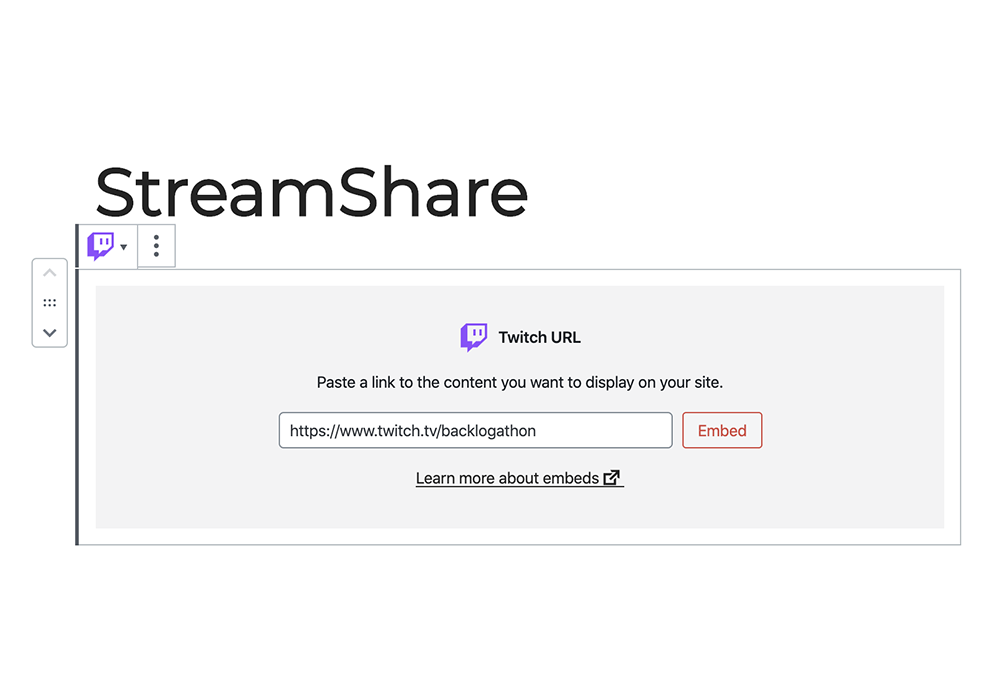 StreamShare
Twitch URL
Paste a link to the content you want to display on your site.
https://www.twitch.tv/backlogathon
Embed
Learn more about embeds